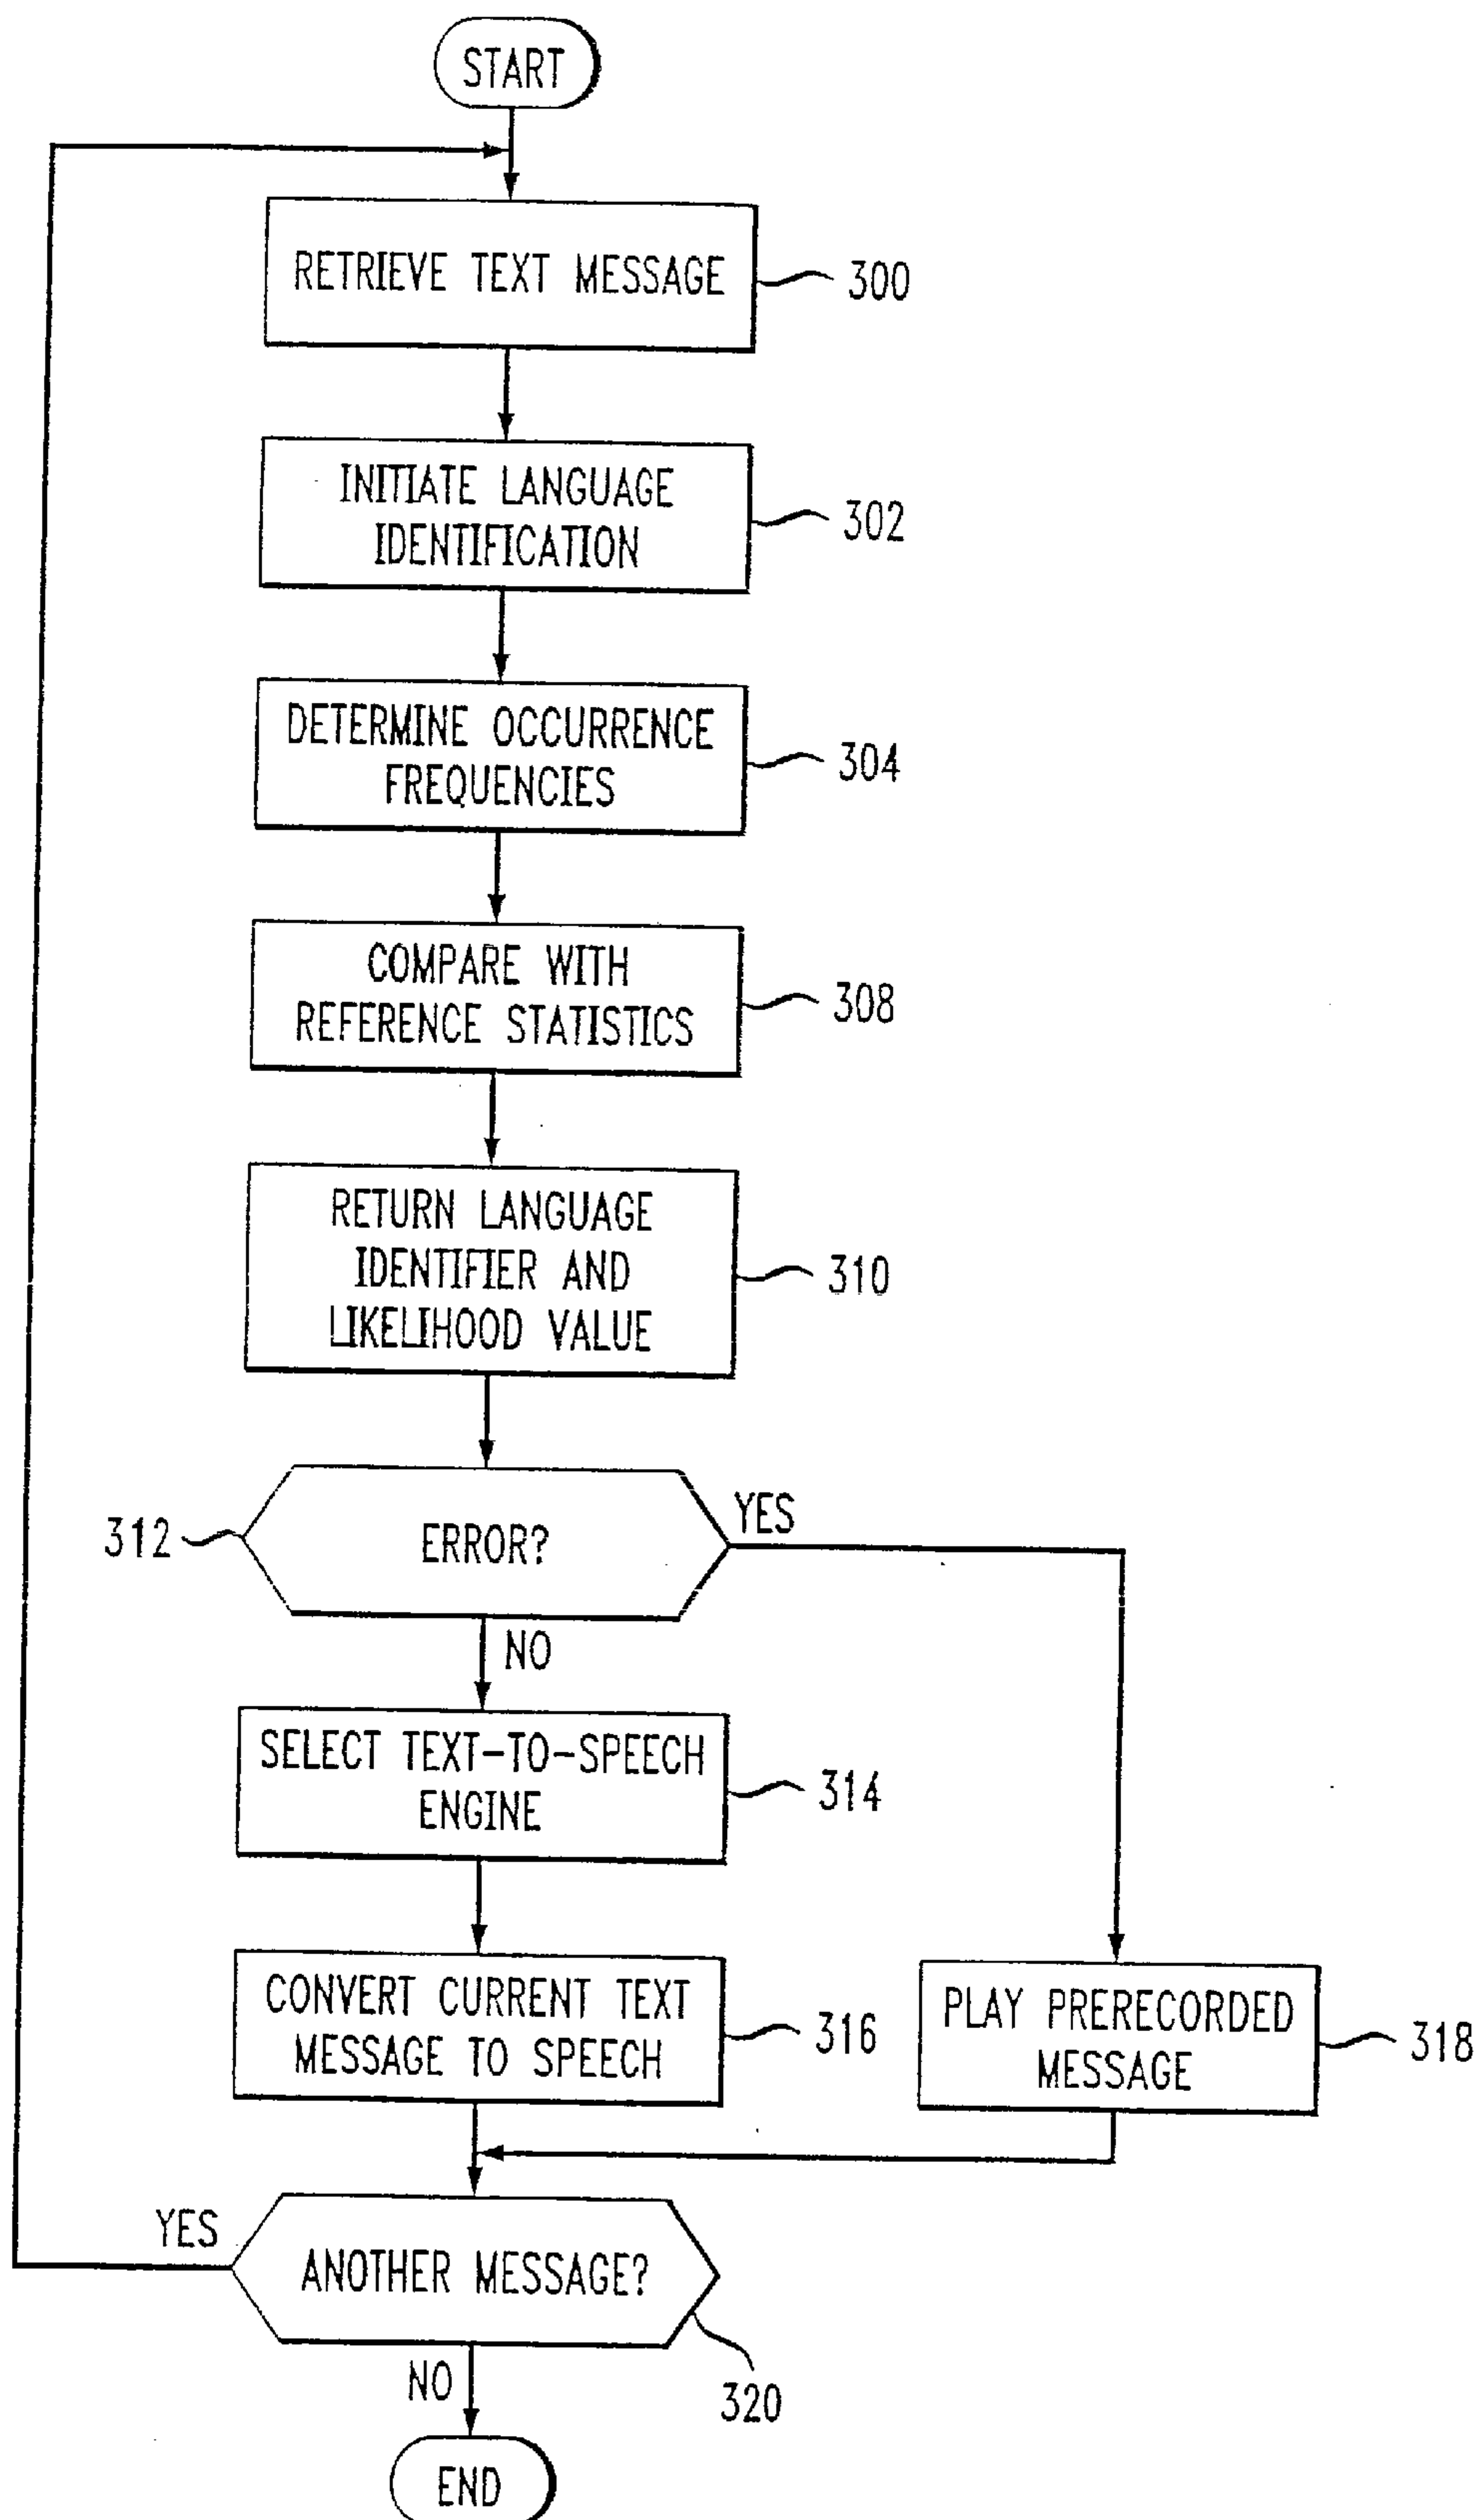 START
RETRIEVE TEXT MESSAGE
300
INITIATE LANGUAGE
IDENTIFICATION
302
DETERMINE OCCURRENCE
FREQUENCIES
304
COMPARE WITH
REFERENCE STATISTICS
308
RETURN LANGUAGE
IDENTIFIER AND
LIKELIHOOD VALUE
310
312
ERROR?
YES
NO
SELECT TEXT-TO-SPEECH
ENGINE
314
CONVERT CURRENT TEXT
MESSAGE TO SPEECH
316
PLAY PRERECORDED
MESSAGE
318
YES
ANOTHER MESSAGE?
320
NO
END